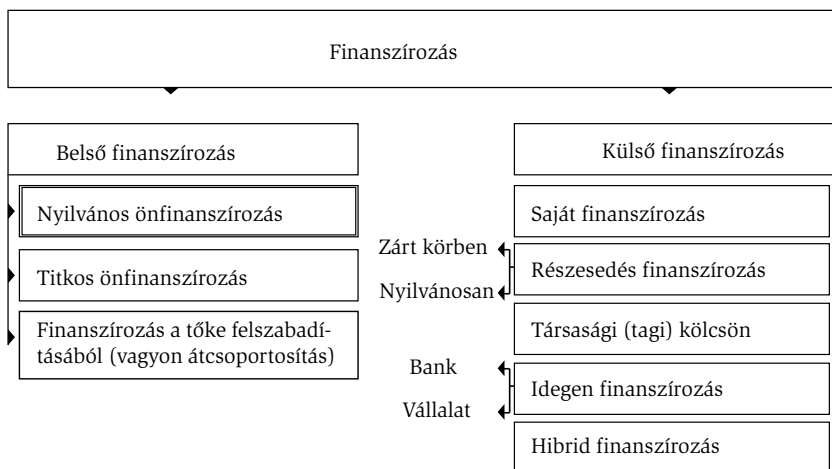 Finanszírozás
Belső finanszírozás
Nyilvános önfinanszírozás
Titkos önfinanszírozás
Finanszírozás a tőke felszabadí-
tásából (vagyon átcsoportosítás)
Külső finanszírozás
Saját finanszírozás
Zárt körben
Nyilvánosan
Részesedés finanszírozás
Társasági (tagi) kölcsön
Bank
Vállalat
Idegen finanszírozás
Hibrid finanszírozás